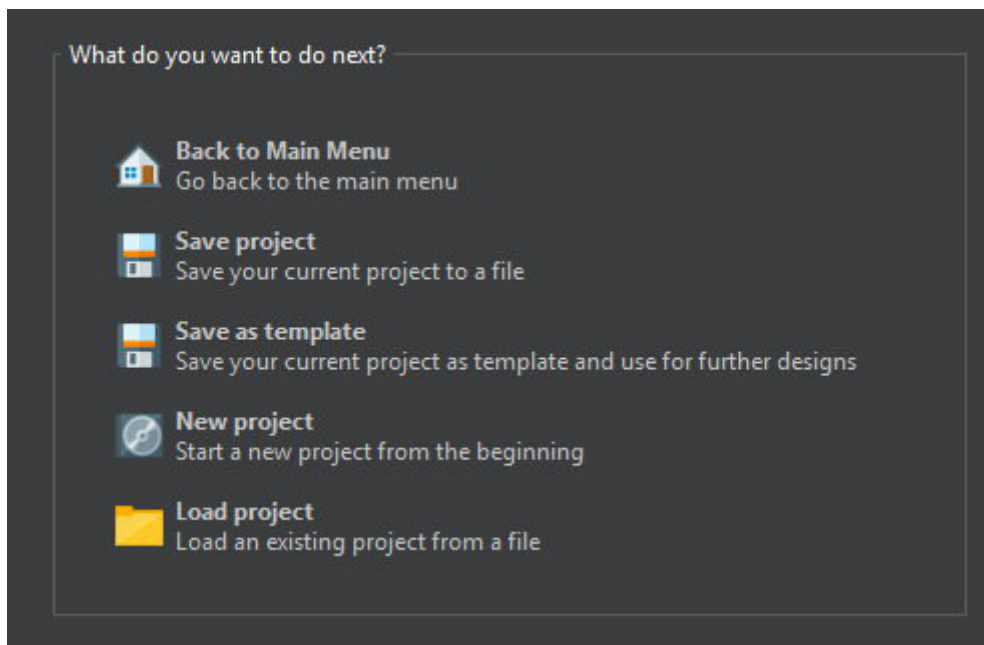 What do you want to do next?
Back to Main Menu
Go back to the main menu
Save project
Save your current project to a file
Save as template
Save your current project as template and use for further designs
New project
Start a new project from the beginning
Load project
Load an existing project from a file